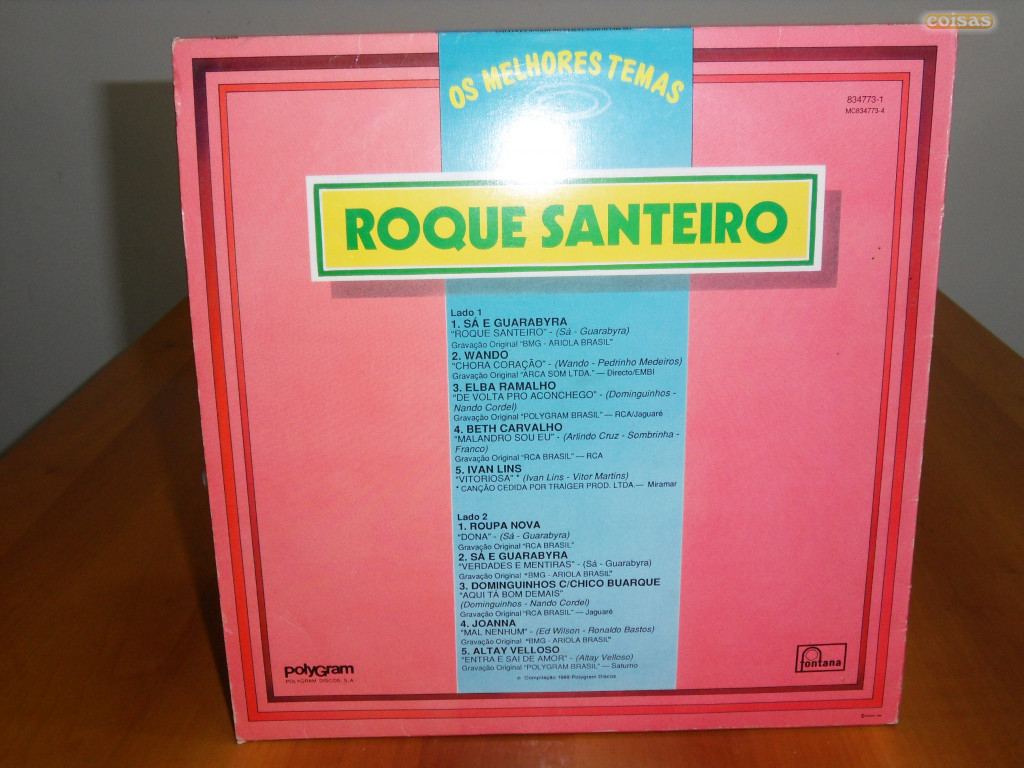 coisas
OS MELHORES TEMAS
834773-1
MC834773-4
ROQUE SANTEIRO
Lado 1
1. SÁ E GUARABYRA
"ROQUE SANTEIRO" - (Sá - Guarabyra)
Gravação Original "BMG - ARIOLA BRASIL"
2. WANDO
"CHORA CORAÇÃO" - (Wando - Pedrinho Medeiros)
Gravação Original "ARCA SOM LTDA." — Directo/EMBI
3. ELBA RAMALHO
"DE VOLTA PRO ACONCHEGO" - (Dominguinhos -
Nando Cordel)
Gravação Original "POLYGRAM BRASIL" — RCA/Jaguaré
4. BETH CARVALHO
"MALANDRO SOU EU" - (Arlindo Cruz - Sombrinha -
Franco)
Gravação Original "RCA BRASIL" — RCA
5. IVAN LINS
"VITORIOSA" * (Ivan Lins - Vitor Martins)
* CANÇÃO CEDIDA POR TRAIGER PROD. LTDA — Miramar
Lado 2
1. ROUPA NOVA
"DONA" - (Sá - Guarabyra)
Gravação Original "RCA BRASIL"
2. SÁ E GUARABYRA
"VERDADES E MENTIRAS" - (Sá - Guarabyra)
Gravação Original "BMG - ARIOLA BRASIL"
3. DOMINGUINHOS C/CHICO BUARQUE
"AQUI TÁ BOM DEMAIS"
(Dominguinhos - Nando Cordel)
Gravação Original "RCA BRASIL" — Jaguaré
4. JOANNA
"MAL NENHUM" - (Ed Wilson - Ronaldo Bastos)
Gravação Original "BMG - ARIOLA BRASIL"
5. ALTAY VELLOSO
"ENTRA E SAI DE AMOR" - (Altay Velloso)
Gravação Original "POLYGRAM BRASIL" — Saturno
Compilação 1988 Polygram Discos
polyGram
POLYGRAM DISCOS, S.A.
fontana